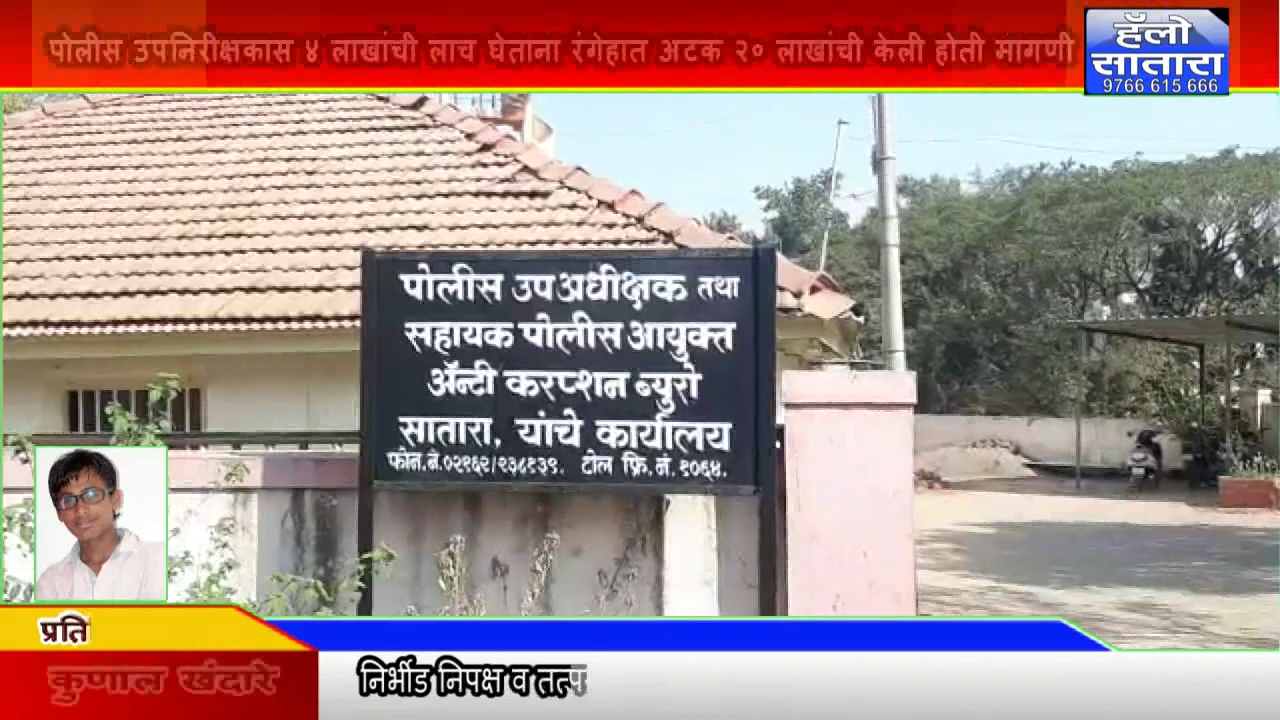 पोलीस उपनिरीक्षकास ४ लाखांची लाच घेताना रंगेहात अटक २० लाखांची केली होती मागणी
हॅलो
सातारा
9766 615 666
पोलीस उपअधीक्षक तथा
सहायक पोलीस आयुक्त
ॲन्टी करप्शन ब्युरो
सातारा, यांचे कार्यालय
फोन.नं.०२१६२/२३८१३९. टोल फ्रि.नं.१०६४.
प्रति
कुणाल खंदारे
निर्भीड निपक्ष व तत्प